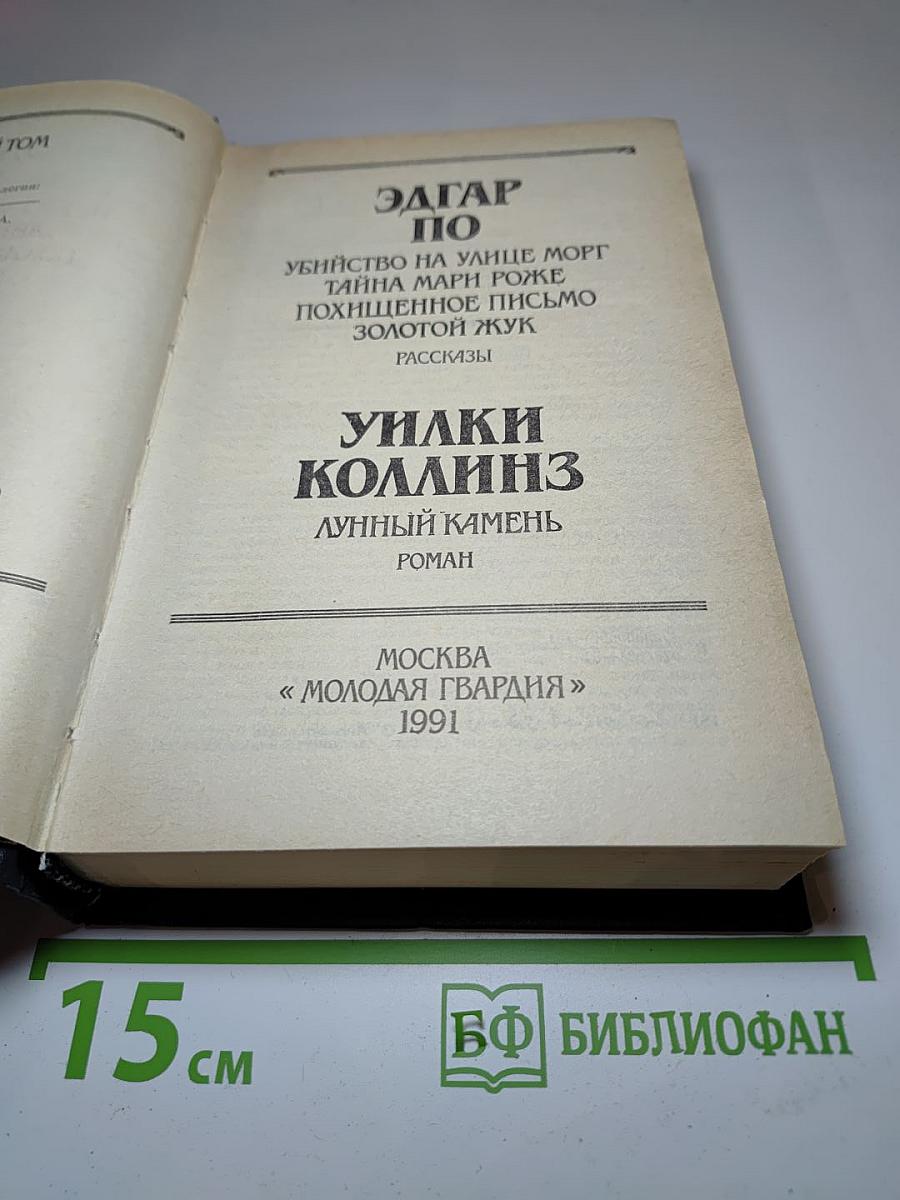 ТОМ
А.
ЭДГАР
ПО
УБИЙСТВО НА УЛИЦЕ МОРГ
ТАЙНА МАРИ РОЖЕ
ПОХИЩЕННОЕ ПИСЬМО
ЗОЛОТОЙ ЖУК
РАССКАЗЫ
УИЛКИ
КОЛЛИНЗ
ЛУННЫЙ КАМЕНЬ
РОМАН
МОСКВА
«МОЛОДАЯ ГВАРДИЯ»
1991
15 см
БФ БИБЛИОФАН